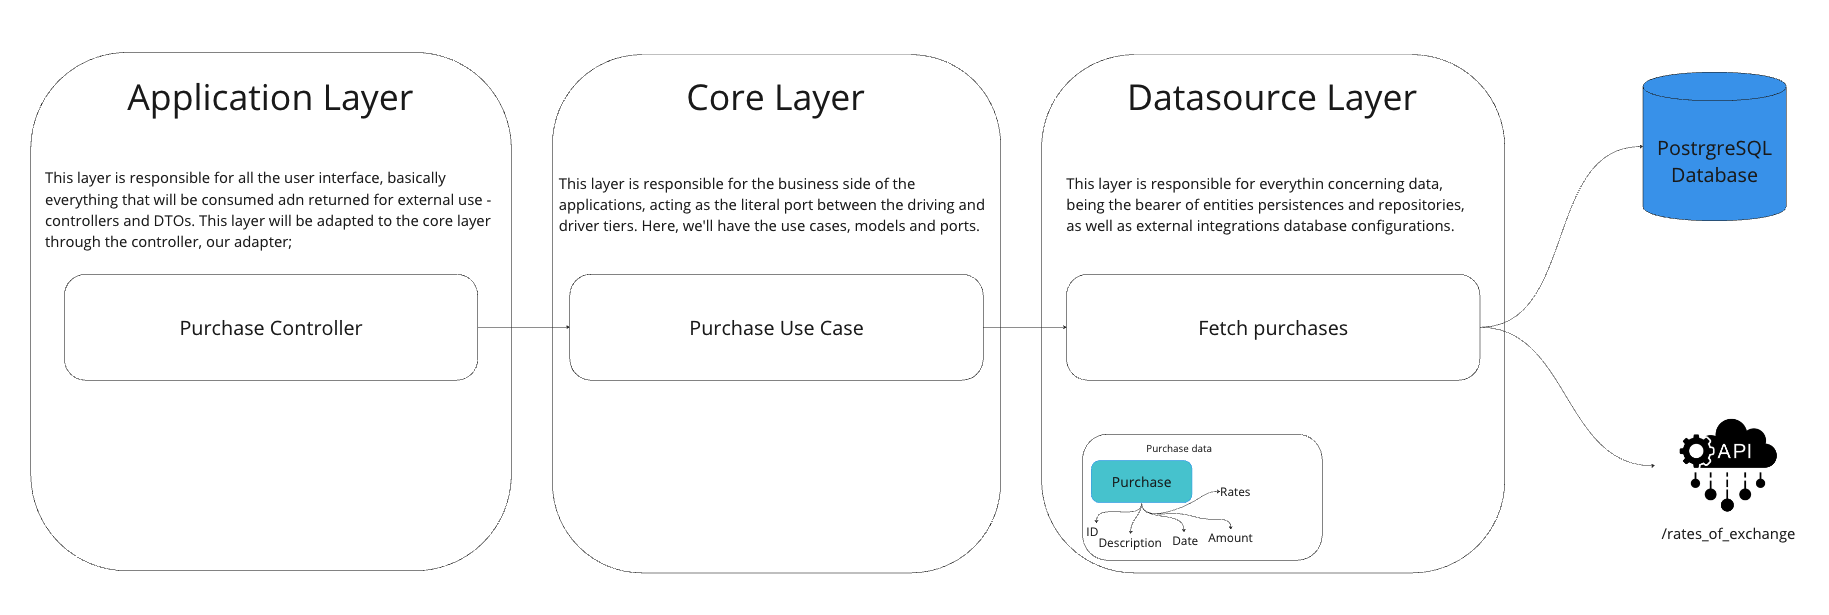 Application Layer
This layer is responsible for all the user interface, basically
everything that will be consumed adn returned for external use -
controllers and DTOs. This layer will be adapted to the core layer
through the controller, our adapter;
Purchase Controller
Core Layer
This layer is responsible for the business side of the
applications, acting as the literal port between the driving and
driver tiers. Here, we'll have the use cases, models and ports.
Purchase Use Case
Datasource Layer
This layer is responsible for everythin concerning data,
being the bearer of entities persistences and repositories,
as well as external integrations database configurations.
Fetch purchases
Purchase data
Purchase
Rates
ID
Description
Date
Amount
PostrgreSQL
Database
API
/rates_of_exchange